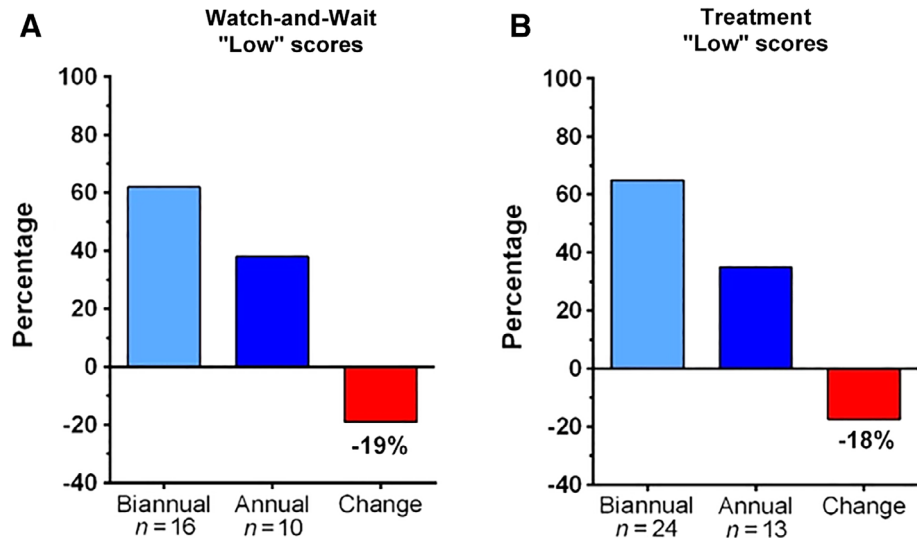 A
Watch-and-Wait
"Low" scores
Percentage
100
80
60
40
20
0
-20
-40
-19%
Biannual Annual Change
n = 16 n = 10
B
Treatment
"Low" scores
Percentage
100
80
60
40
20
0
-20
-40
-18%
Biannual Annual Change
n = 24 n = 13